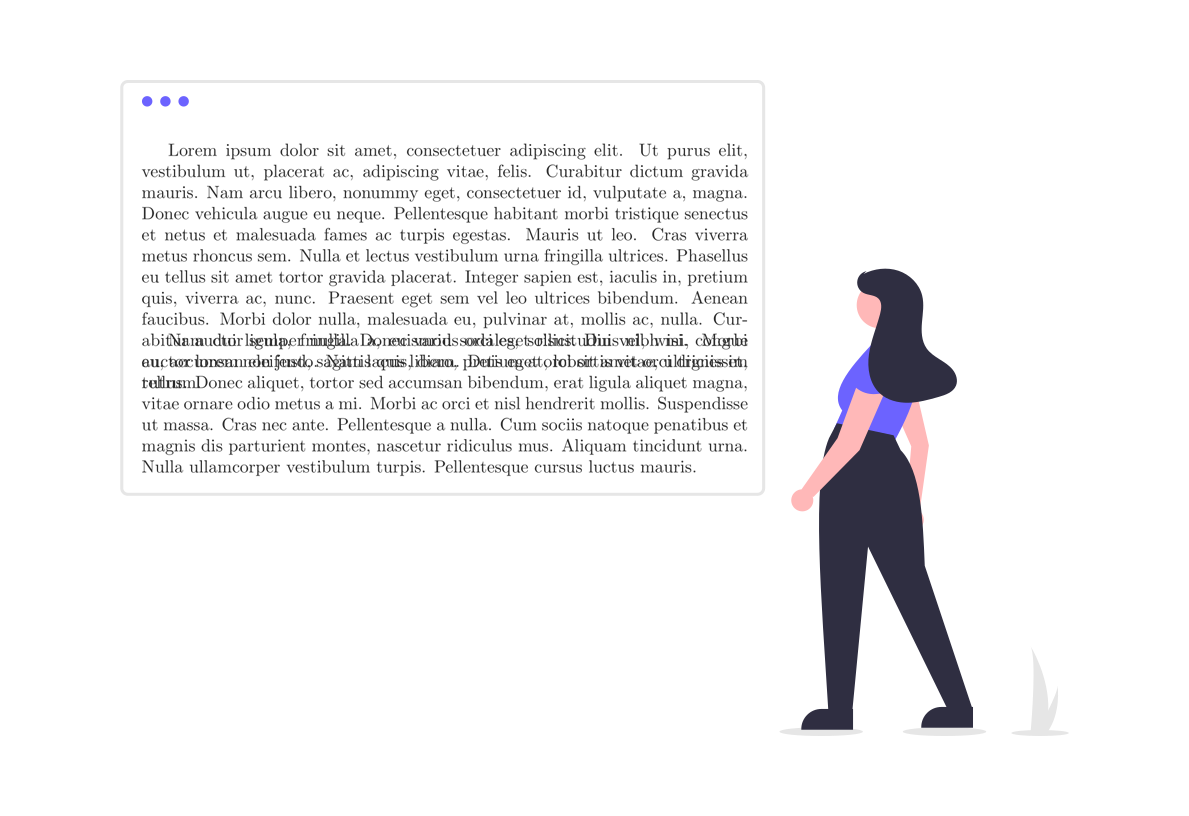 Lorem ipsum dolor sit amet, consectetuer adipiscing elit. Ut purus elit,
vestibulum ut, placerat ac, adipiscing vitae, felis. Curabitur dictum gravida
mauris. Nam arcu libero, nonummy eget, consectetuer id, vulputate a, magna.
Donec vehicula augue eu neque. Pellentesque habitant morbi tristique senectus
et netus et malesuada fames ac turpis egestas. Mauris ut leo. Cras viverra
metus rhoncus sem. Nulla et lectus vestibulum urna fringilla ultrices. Phasellus
eu tellus sit amet tortor gravida placerat. Integer sapien est, iaculis in, pretium
quis, viverra ac, nunc. Praesent eget sem vel leo ultrices bibendum. Aenean
faucibus. Morbi dolor nulla, malesuada eu, pulvinar at, mollis ac, nulla. Cur-
Donec aliquet, tortor sed accumsan bibendum, erat ligula aliquet magna,
vitae ornare odio metus a mi. Morbi ac orci et nisl hendrerit mollis. Suspendisse
ut massa. Cras nec ante. Pellentesque a nulla. Cum sociis natoque penatibus et
magnis dis parturient montes, nascetur ridiculus mus. Aliquam tincidunt urna.
Nulla ullamcorper vestibulum turpis. Pellentesque cursus luctus mauris.